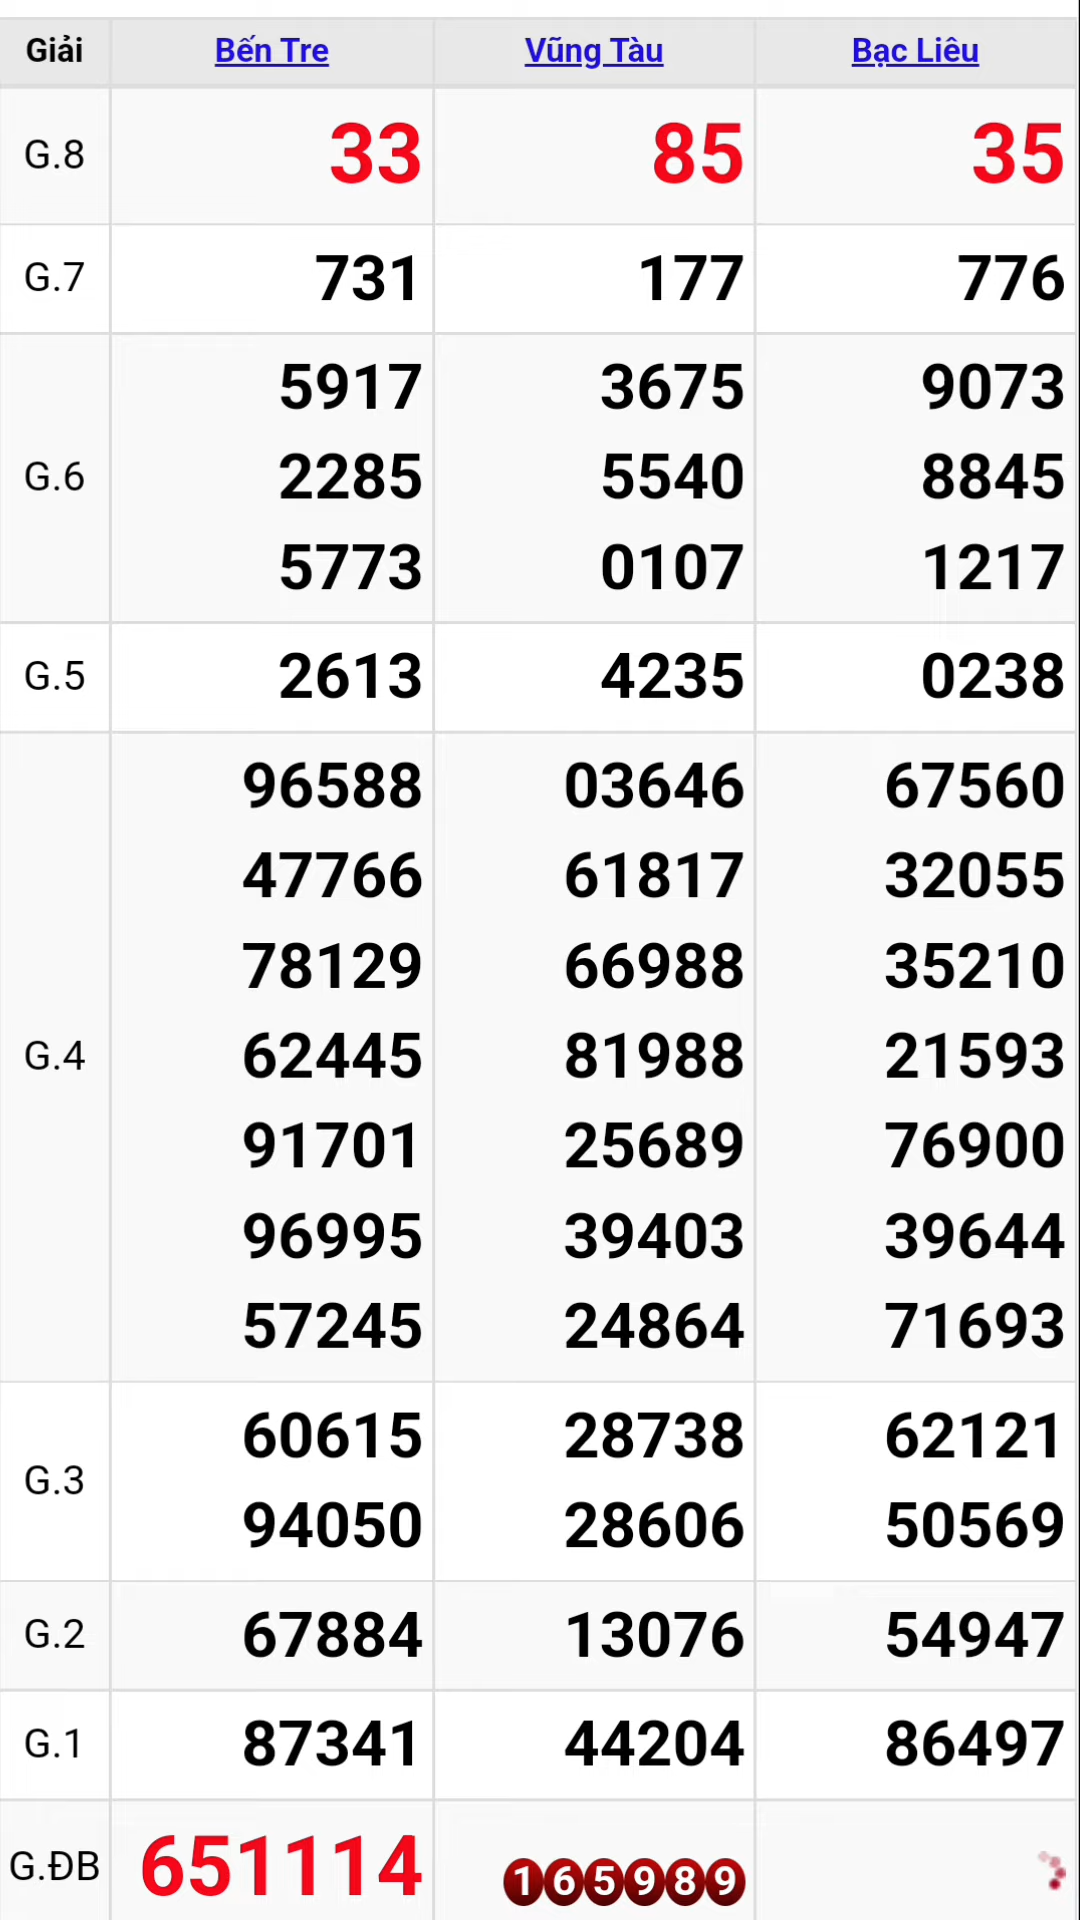 Giải Bến Tre Vũng Tàu Bạc Liêu
G.8 33 85 35
G.7 731 177 776
5917 3675 9073
G.6 2285 5540 8845
5773 0107 1217
G.5 2613 4235 0238
96588 03646 67560
47766 61817 32055
78129 66988 35210
G.4 62445 81988 21593
91701 25689 76900
96995 39403 39644
57245 24864 71693
G.3 60615 28738 62121
94050 28606 50569
G.2 67884 13076 54947
G.1 87341 44204 86497
G.ĐB 651114 165989